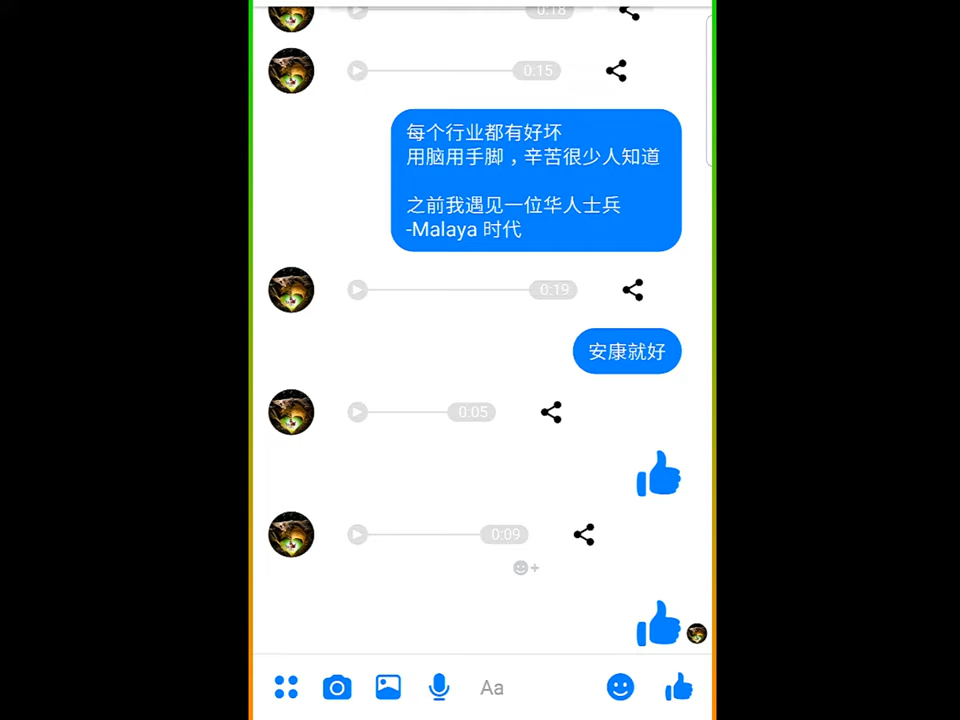 0:18
0:15
每个行业都有好坏
用脑用手脚，辛苦很少人知道
之前我遇见一位华人士兵
-Malaya 时代
0:19
安康就好
0:05
0:09
Aa